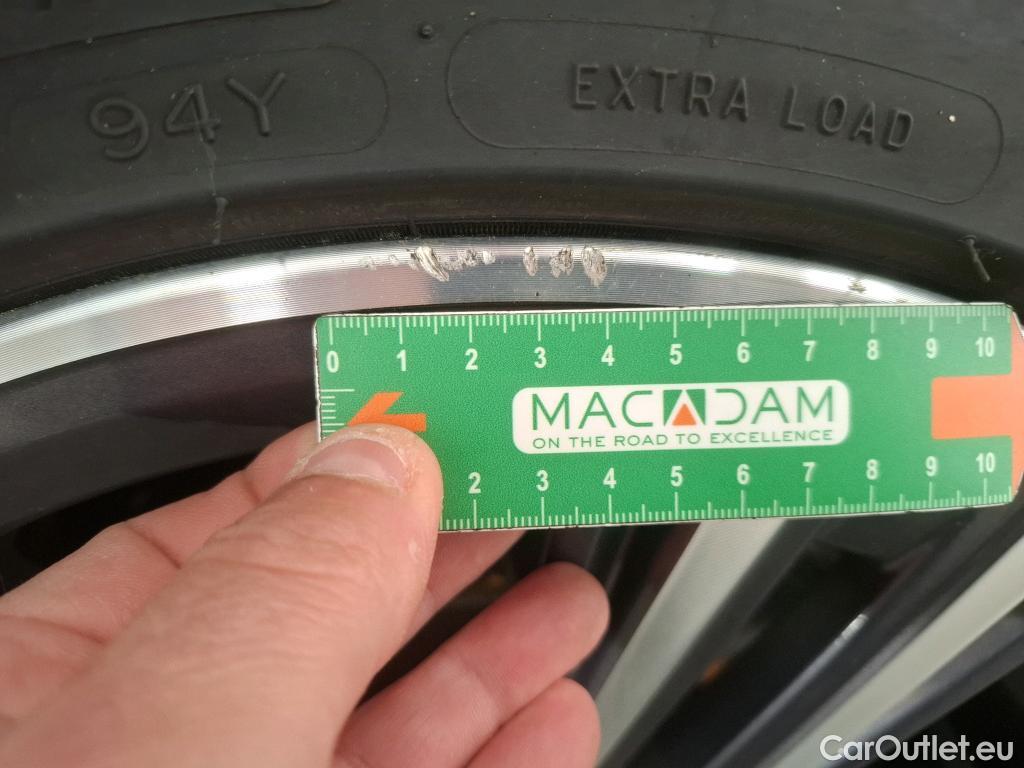 94Y
EXTRA LOAD
0 1 2 3 4 5 6 7 8 9 10
MACADAM
ON THE ROAD TO EXCELLENCE
2 3 4 5 6 7 8 9 10
CarOutlet.eu